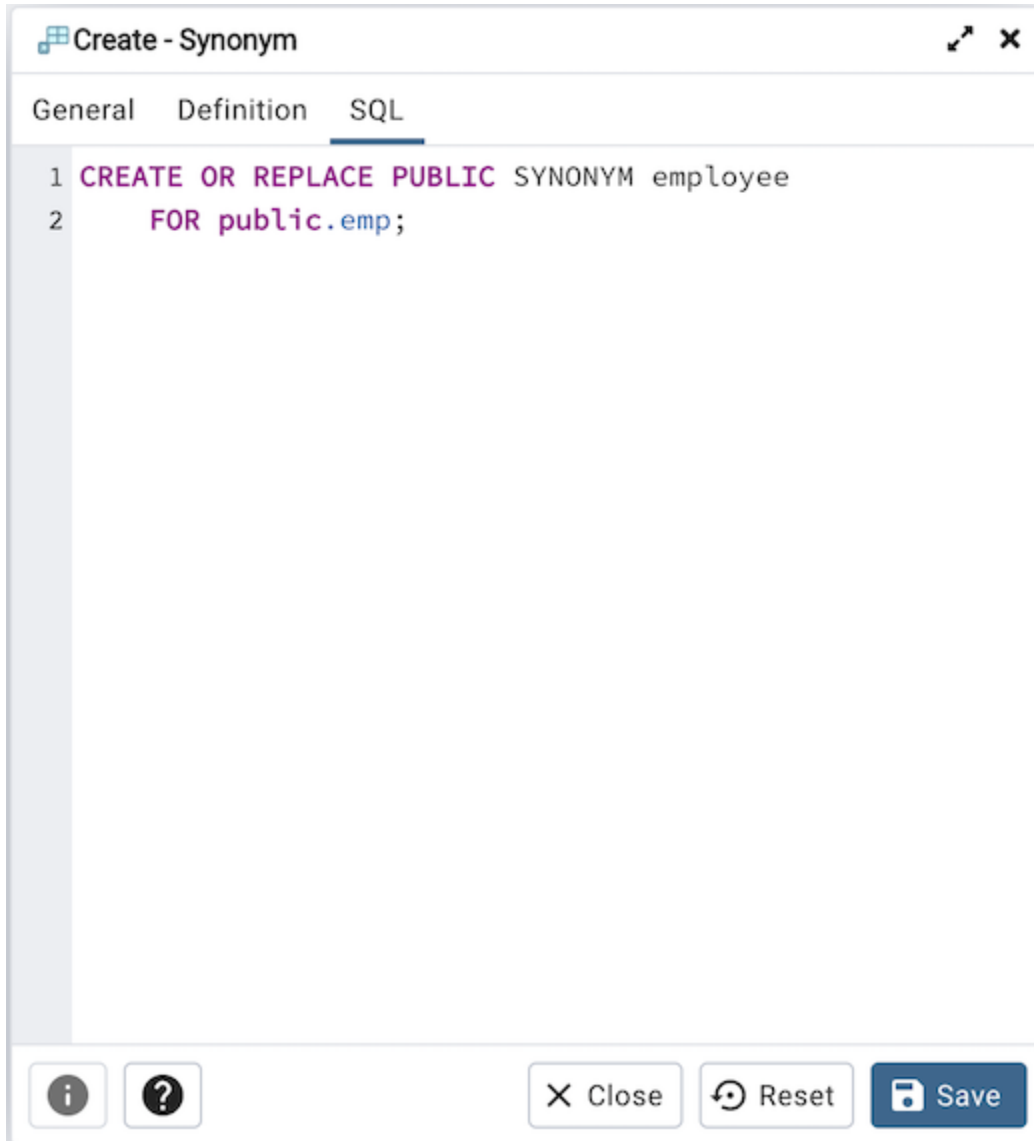 Create - Synonym
General Definition SQL
1 CREATE OR REPLACE PUBLIC SYNONYM employee
2 FOR public.emp;
Close Reset Save